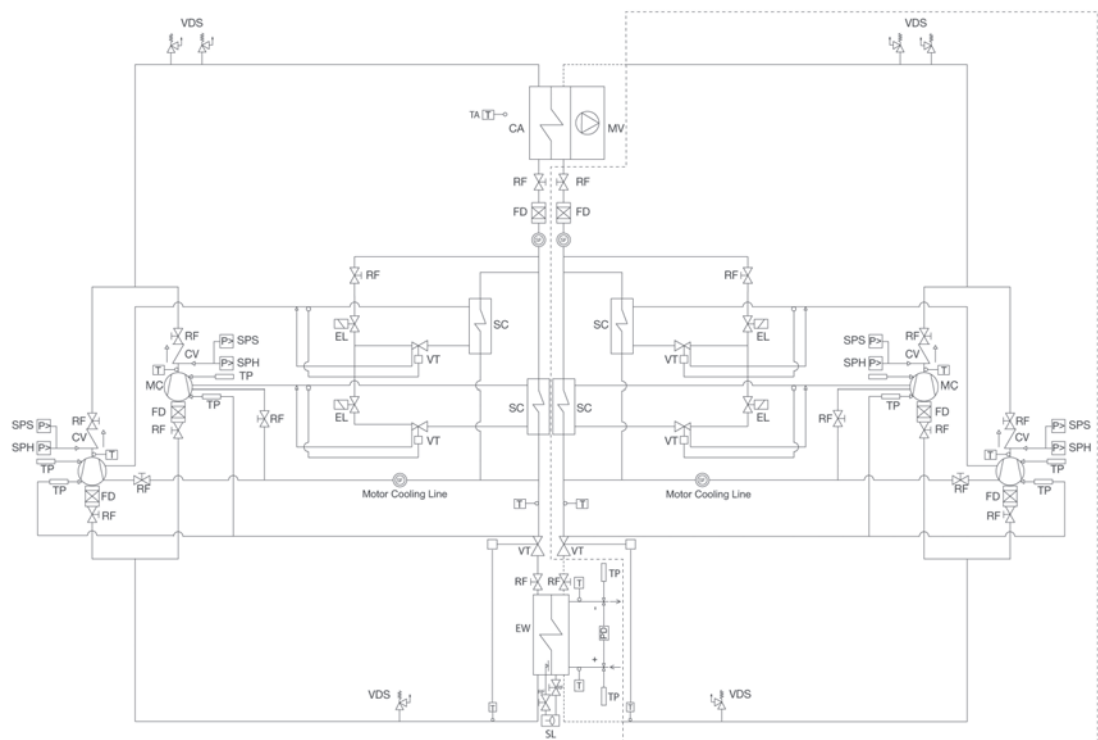 VDS
VDS
TA T
CA
MV
RF
RF
FD
FD
RF
RF
SC
SC
RF
P> SPS
CV
P> SPH
T
TP
MC
EL
VT
VT
EL
SPS P>
RF
SPH P>
CV
T
MC
FD
TP
RF
RF
SC
SC
RF
FD
TP
RF
EL
VT
VT
EL
SPS P>
RF
SPH P>
CV
T
TP
TP
FD
RF
RF
Motor Cooling Line
Motor Cooling Line
RF
RF
CV
P> SPS
P> SPH
T
TP
TP
FD
RF
T
T
VT
VT
RF
RF
T
TP
EW
-
PD
+
T
TP
VDS
T
SL
T
VDS